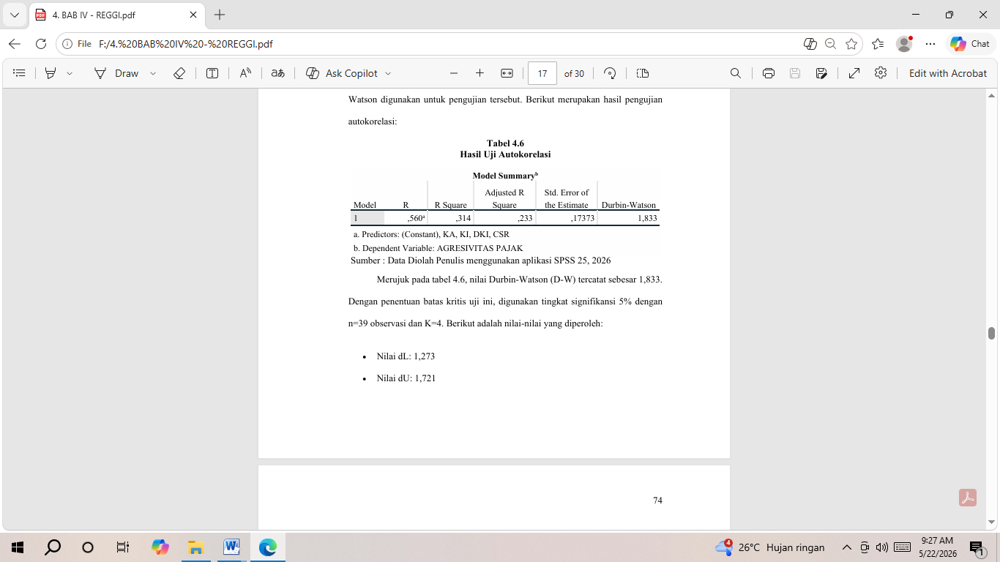 4. BAB IV - REGGI.pdf
File F:/4.%20BAB%20IV%20-%20REGGI.pdf
Chat
Draw
Ask Copilot
17 of 30
Edit with Acrobat
Watson digunakan untuk pengujian tersebut. Berikut merupakan hasil pengujian
autokorelasi:
Tabel 4.6
Hasil Uji Autokorelasi
Model Summaryᵇ
Model R R Square Adjusted R Square Std. Error of the Estimate Durbin-Watson
1 ,560ᵃ ,314 ,233 ,17373 1,833
a. Predictors: (Constant), KA, KI, DKI, CSR
b. Dependent Variable: AGRESIVITAS PAJAK
Sumber : Data Diolah Penulis menggunakan aplikasi SPSS 25, 2026
Merujuk pada tabel 4.6, nilai Durbin-Watson (D-W) tercatat sebesar 1,833.
Dengan penentuan batas kritis uji ini, digunakan tingkat signifikansi 5% dengan
n=39 observasi dan K=4. Berikut adalah nilai-nilai yang diperoleh:
• Nilai dL: 1,273
• Nilai dU: 1,721
74
26°C Hujan ringan
9:27 AM
5/22/2026